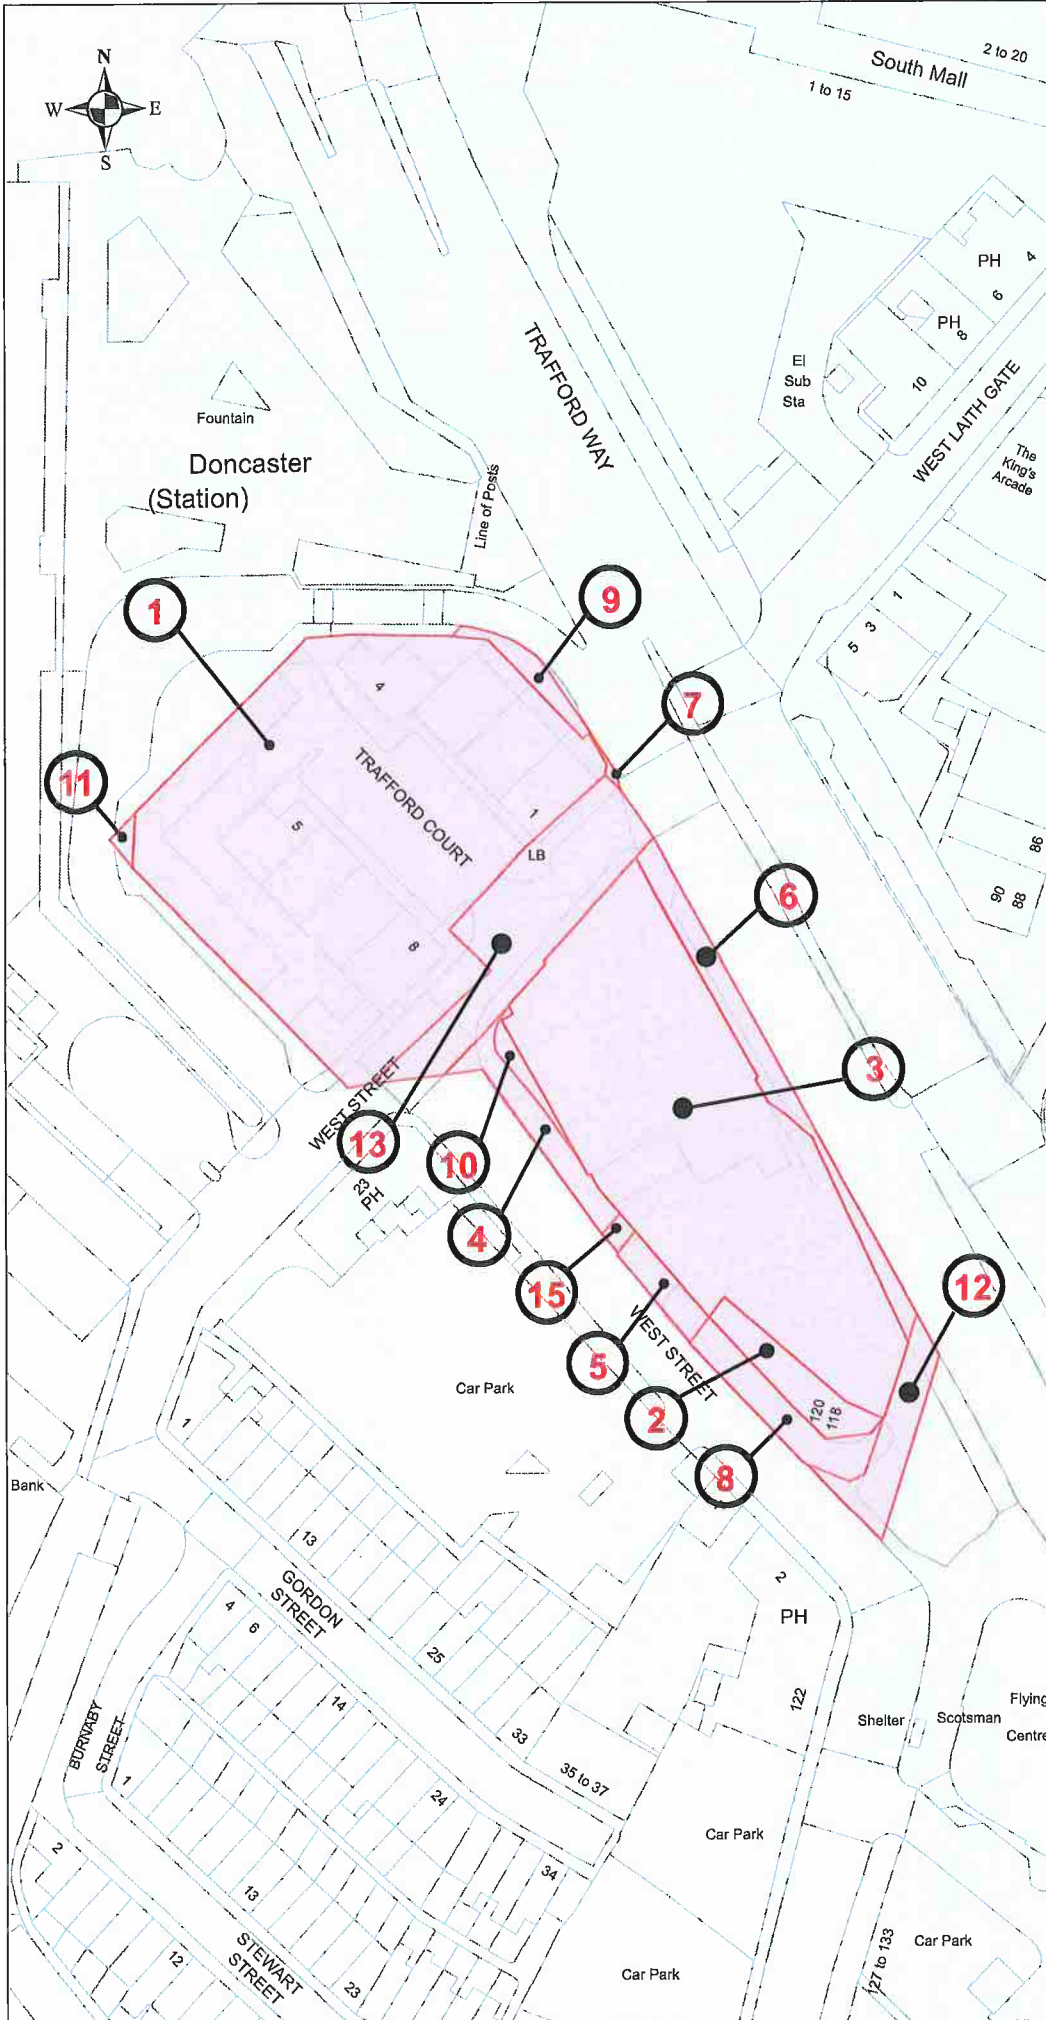 N
W E
S
South Mall
2 to 20
1 to 15
PH
4
6
PH
8
10
El
Sub
Sta
TRAFFORD WAY
WEST LAITH GATE
The
King's
Arcade
Fountain
Doncaster
(Station)
Line of Posts
1
9
1
3
5
7
4
11
TRAFFORD COURT
5
1
LB
86
90
88
6
8
3
WEST STREET
13
10
23
PH
4
15
12
5
WEST STREET
2
Car Park
120
118
8
1
Bank
13
2
GORDON
STREET
4
6
PH
25
14
122
BURNABY
STREET
33
Shelter
Scotsman
Flying
Centre
1
35 to 37
24
Car Park
2
34
13
STEWART
STREET
12
23
Car Park
127 to 133
Car Park